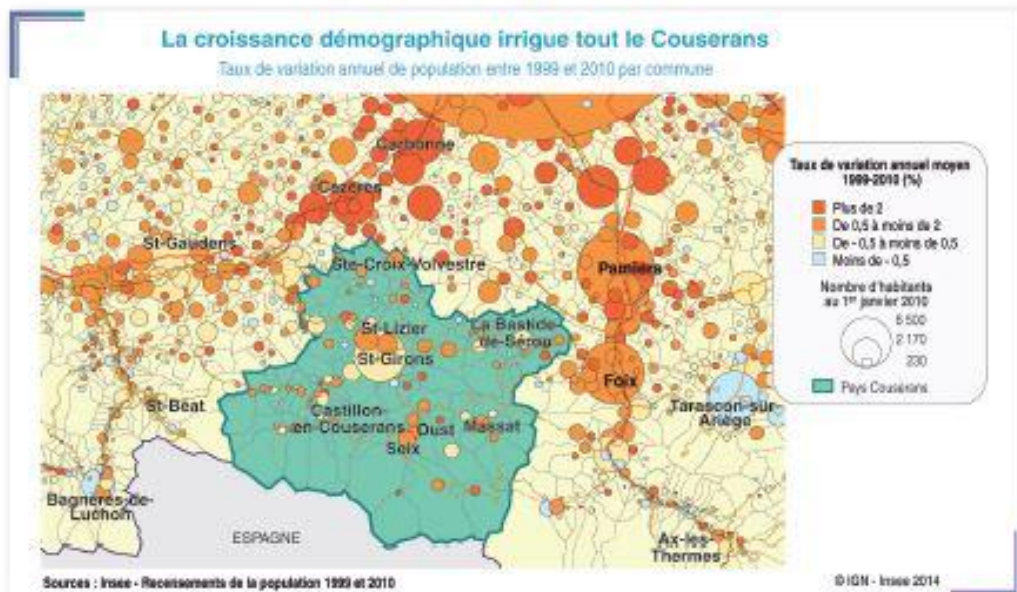 La croissance démographique irrigue tout le Couserans
Taux de variation annuel de population entre 1999 et 2010 par commune
Carbonne
Cazères
St-Gaudens
Ste-Croix-Volvestre
Pamiers
St-Lizier
La Bastide-
de-Sérou
St-Girons
Foix
St-Béat
Castillon-
en-Couserans
Oust
Massat
Seix
Tarascon-sur-
Ariège
Bagnères-de-
Luchon
ESPAGNE
Ax-les-
Thermes
Taux de variation annuel moyen
1999-2010 (%)
Plus de 2
De 0,5 à moins de 2
De - 0,5 à moins de 0,5
Moins de - 0,5
Nombre d'habitants
au 1er janvier 2010
6 500
2 170
230
Pays Couserans
Sources : Insee - Recensements de la population 1999 et 2010
© IGN - Insee 2014